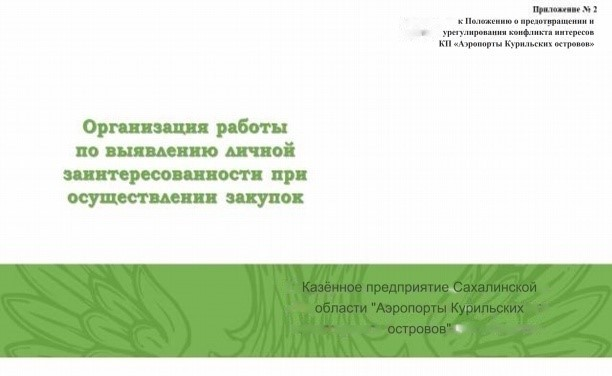 Приложение № 2
к Положению о предотвращении и
урегулировании конфликта интересов
КП «Аэропорты Курильских островов»
Организация работы
по выявлению личной
заинтересованности при
осуществлении закупок
Казённое предприятие Сахалинской
области "Аэропорты Курильских
островов"